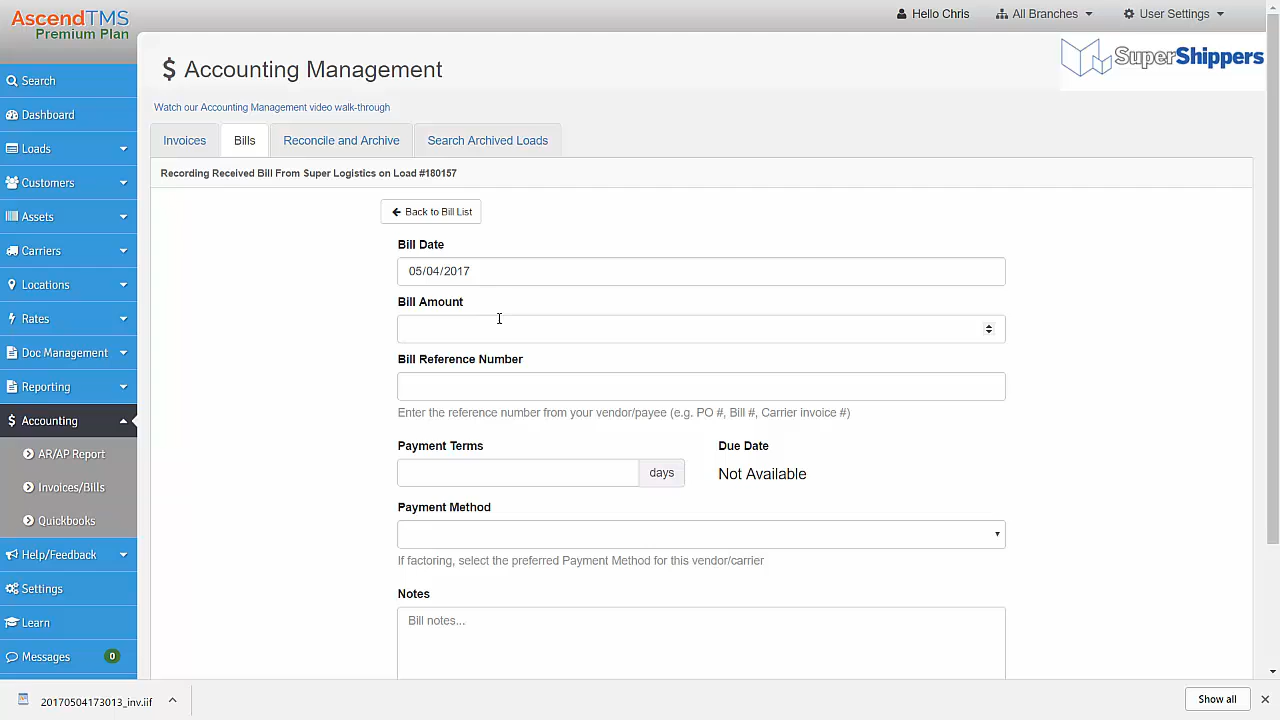 AscendTMS
Premium Plan
Hello Chris
All Branches
User Settings
Search
Dashboard
Loads
Customers
Assets
Carriers
Locations
Rates
Doc Management
Reporting
Accounting
AR/AP Report
Invoices/Bills
Quickbooks
Help/Feedback
Settings
Learn
Messages 0
$ Accounting Management
SuperShippers
Watch our Accounting Management video walk-through
Invoices
Bills
Reconcile and Archive
Search Archived Loads
Recording Received Bill From Super Logistics on Load #180157
Back to Bill List
Bill Date
05/04/2017
Bill Amount
Bill Reference Number
Enter the reference number from your vendor/payee (e.g. PO #, Bill #, Carrier invoice #)
Payment Terms
days
Due Date
Not Available
Payment Method
If factoring, select the preferred Payment Method for this vendor/carrier
Notes
Bill notes...
20170504173013_inv.iif
Show all